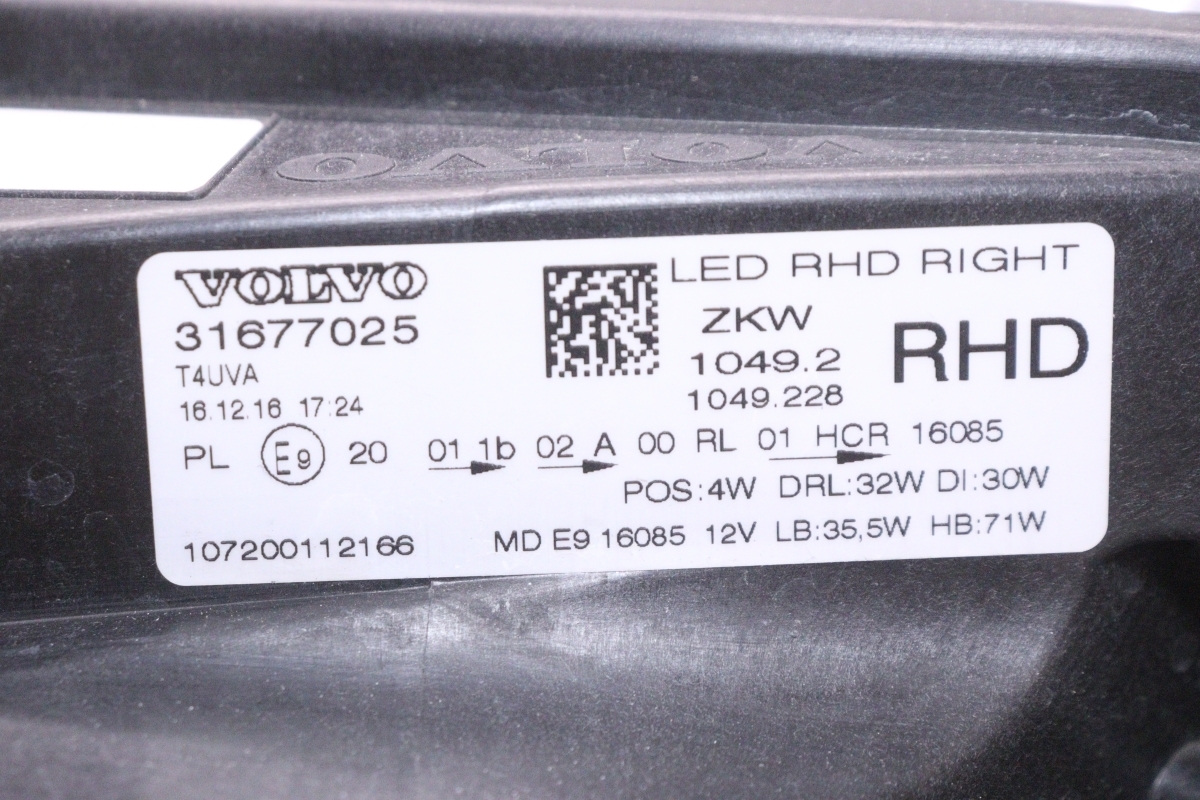 VOLVO
VOLVO
31677025
T4UVA
16.12.16 17:24
LED RHD RIGHT
ZKW
1049.2
1049.228
RHD
PL E9 20 01 1b 02 A 00 RL 01 HCR 16085
POS:4W DRL:32W DI:30W
107200112166 MD E9 16085 12V LB:35,5W HB:71W